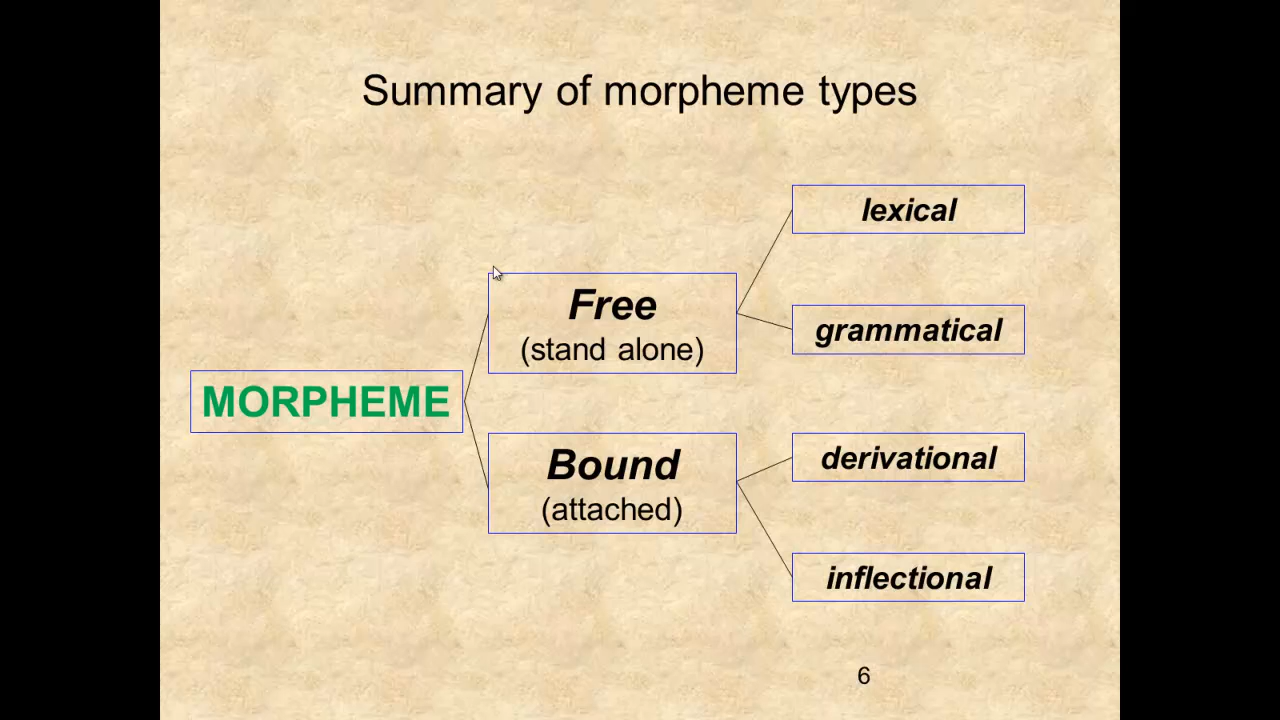 Summary of morpheme types
MORPHEME
Free
(stand alone)
lexical
grammatical
Bound
(attached)
derivational
inflectional
6